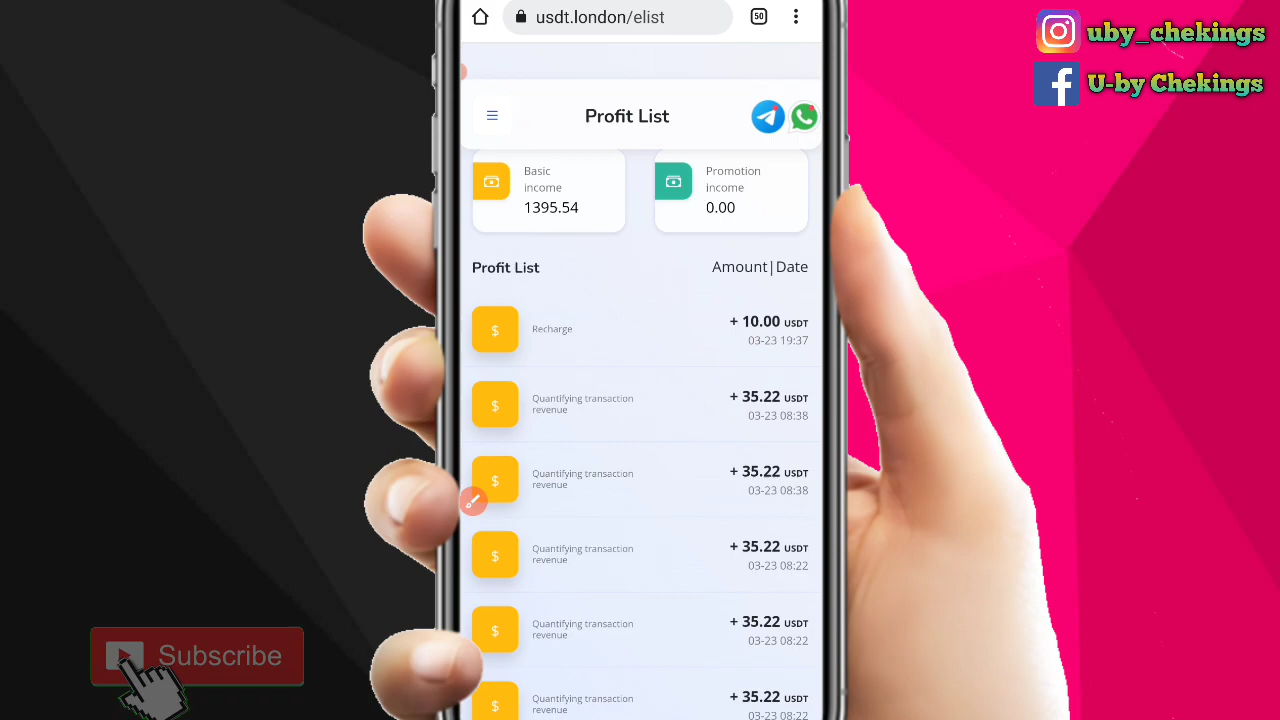 usdt.london/elist
50
uby_chekings
U-by Chekings
Profit List
Basic
income
1395.54
Promotion
income
0.00
Profit List
Amount|Date
$
Recharge
+ 10.00 USDT
03-23 19:37
$
Quantifying transaction
revenue
+ 35.22 USDT
03-23 08:38
$
Quantifying transaction
revenue
+ 35.22 USDT
03-23 08:38
$
Quantifying transaction
revenue
+ 35.22 USDT
03-23 08:22
$
Quantifying transaction
revenue
+ 35.22 USDT
03-23 08:22
$
Quantifying transaction
revenue
+ 35.22 USDT
03-23 08:22
Subscribe